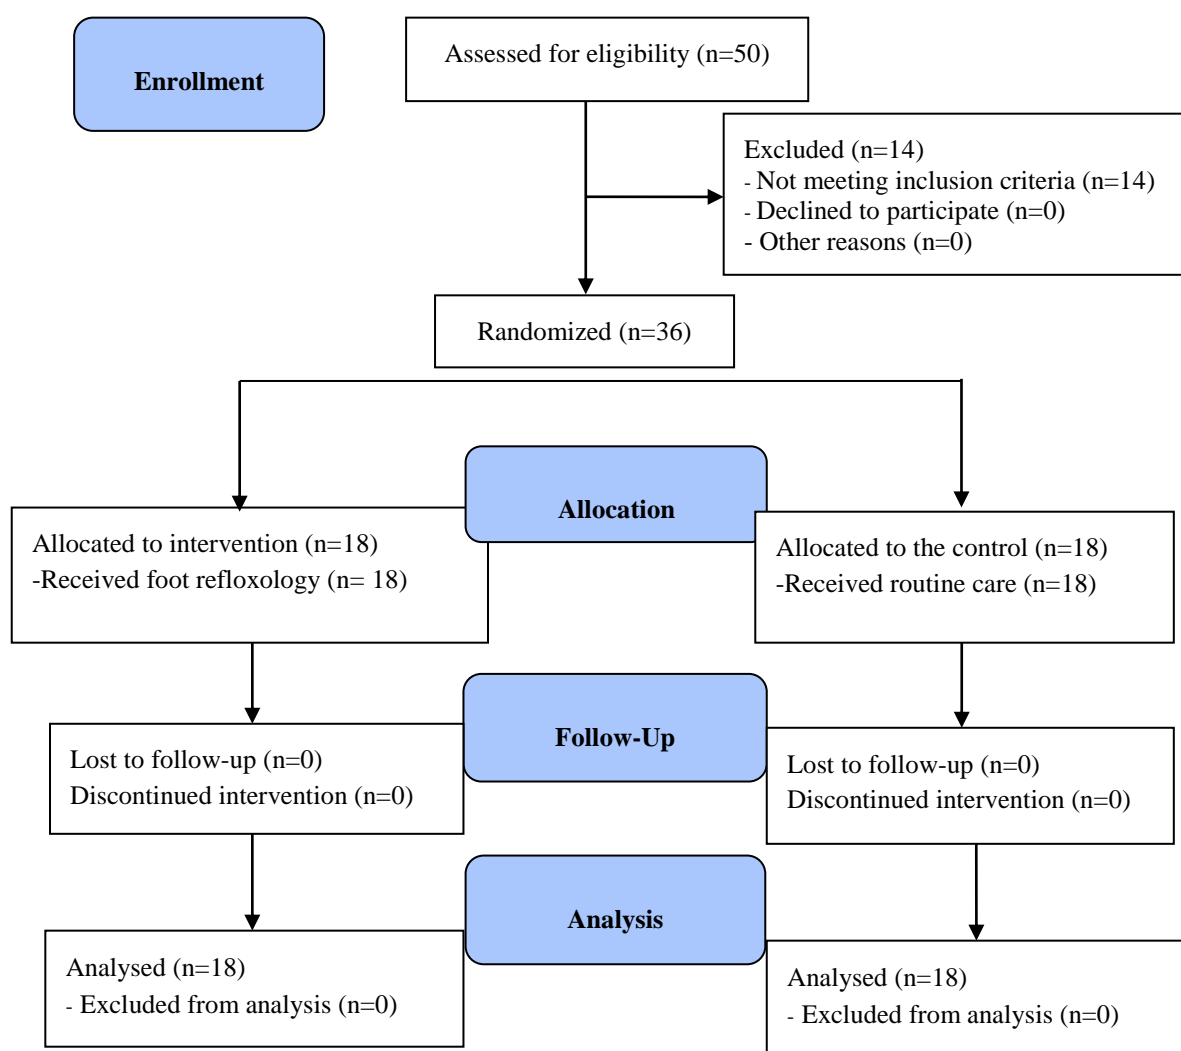 Enrollment
Assessed for eligibility (n=50)
Excluded (n=14)
- Not meeting inclusion criteria (n=14)
- Declined to participate (n=0)
- Other reasons (n=0)
Randomized (n=36)
Allocation
Allocated to intervention (n=18)
-Received foot refloxology (n= 18)
Allocated to the control (n=18)
-Received routine care (n=18)
Follow-Up
Lost to follow-up (n=0)
Discontinued intervention (n=0)
Lost to follow-up (n=0)
Discontinued intervention (n=0)
Analysis
Analysed (n=18)
- Excluded from analysis (n=0)
Analysed (n=18)
- Excluded from analysis (n=0)